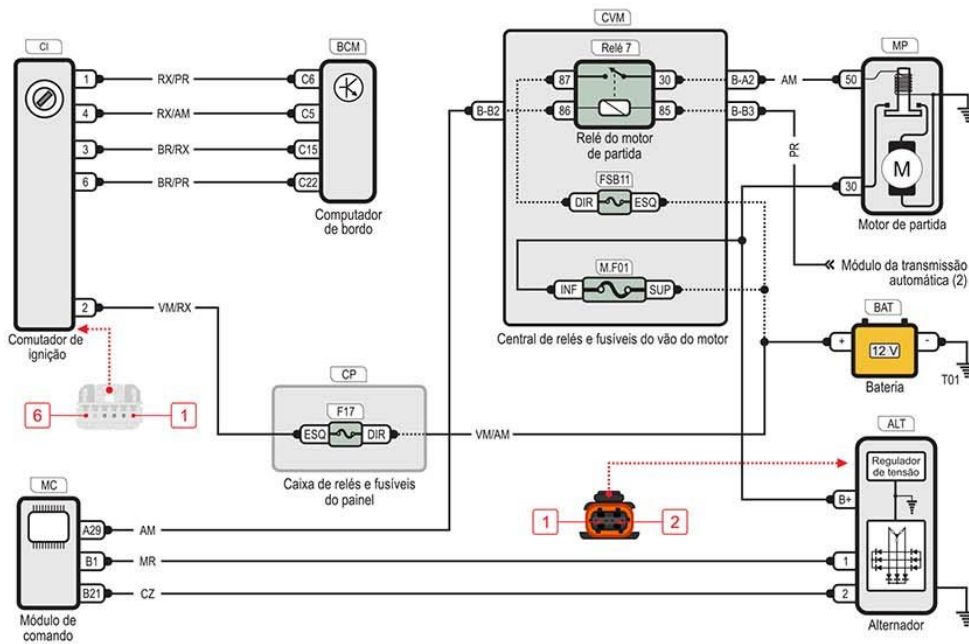 CI
1
RX/PR
4
RX/AM
3
BR/RX
6
BR/PR
2
VM/RX
Comutador de
ignição
6
1
BCM
C6
C5
C15
C22
Computador
de bordo
CVM
Relé 7
87
30
86
85
Relé do motor
de partida
B-B2
B-A2
AM
B-B3
PR
FSB11
DIR
ESQ
M.F01
INF
SUP
Central de relés e fusíveis do vão do motor
MP
50
30
M
Motor de partida
Módulo da transmissão
automática (2)
BAT
+
12 V
-
Bateria
T01
CP
F17
ESQ
DIR
VM/AM
Caixa de relés e fusíveis
do painel
1
2
ALT
Regulador
de tensão
B+
1
2
Alternador
MC
A29
AM
B1
MR
B21
CZ
Módulo de
comando